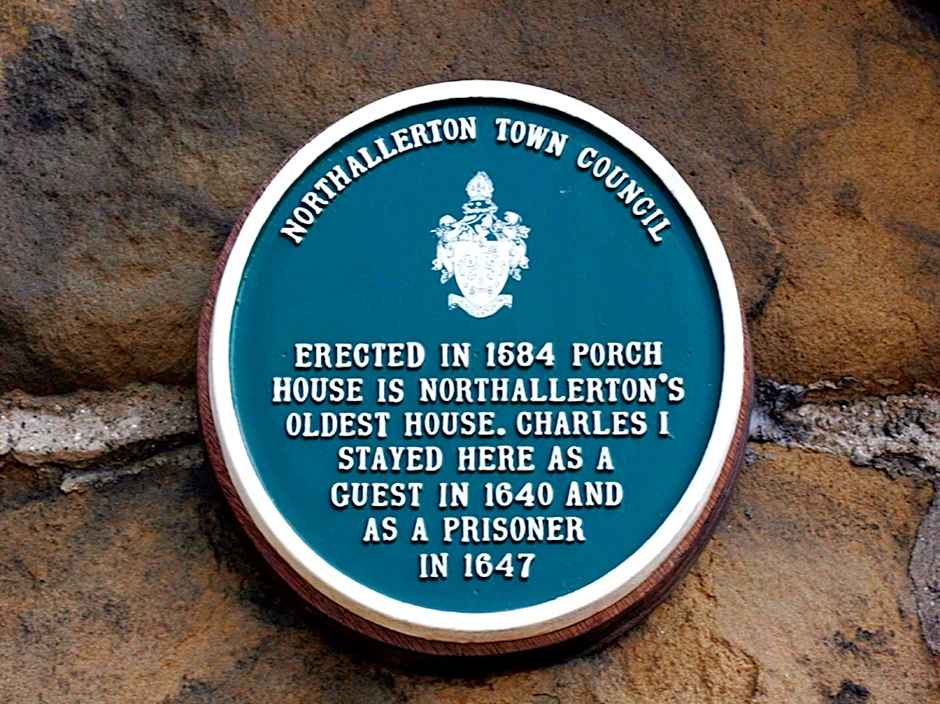 NORTHALLERTON TOWN COUNCIL
ERECTED IN 1584 PORCH
HOUSE IS NORTHALLERTON'S
OLDEST HOUSE. CHARLES I
STAYED HERE AS A
GUEST IN 1640 AND
AS A PRISONER
IN 1647